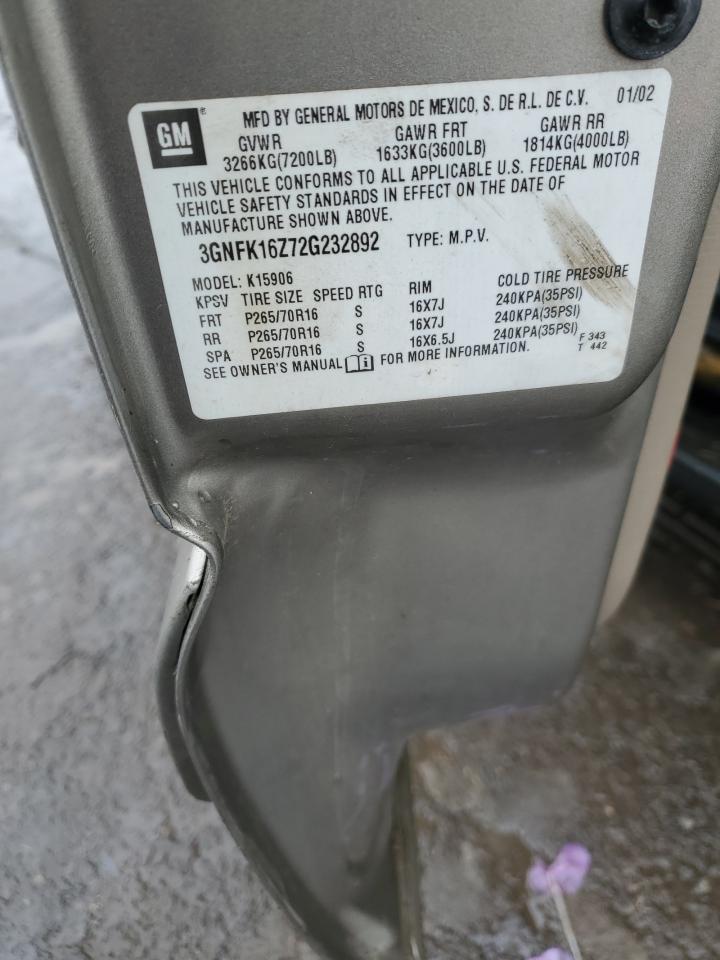 GM®
MFD BY GENERAL MOTORS DE MEXICO, S. DE R.L. DE C.V. 01/02
GVWR GAWR FRT GAWR RR
3266KG(7200LB) 1633KG(3600LB) 1814KG(4000LB)
THIS VEHICLE CONFORMS TO ALL APPLICABLE U.S. FEDERAL MOTOR
VEHICLE SAFETY STANDARDS IN EFFECT ON THE DATE OF
MANUFACTURE SHOWN ABOVE.
3GNFK16Z72G232892 TYPE: M.P.V.
MODEL: K15906
KPSV TIRE SIZE SPEED RTG RIM COLD TIRE PRESSURE
FRT P265/70R16 S 16X7J 240KPA(35PSI)
RR P265/70R16 S 16X7J 240KPA(35PSI)
SPA P265/70R16 S 16X6.5J 240KPA(35PSI)
SEE OWNER'S MANUAL FOR MORE INFORMATION.
F 343
T 442